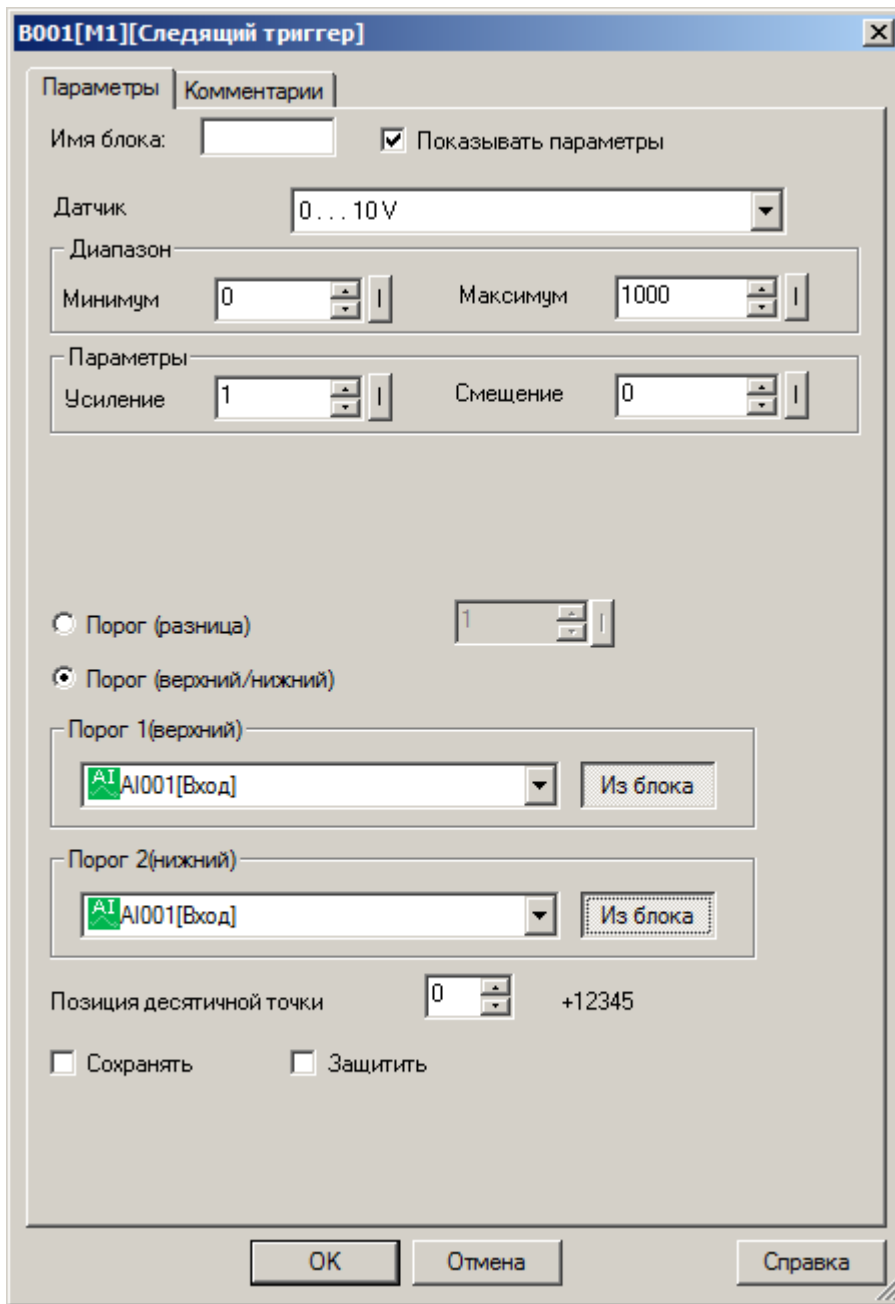 B001[M1][Следящий триггер]
Параметры Комментарии
Имя блока: Показывать параметры
Датчик 0...10V
Диапазон
Минимум 0 Максимум 1000
Параметры
Усиление 1 Смещение 0
Порог (разница) 1
Порог (верхний/нижний)
Порог 1(верхний)
AI AI001[Вход] Из блока
Порог 2(нижний)
AI AI001[Вход] Из блока
Позиция десятичной точки 0 +12345
Сохранять Защитить
OK Отмена Справка